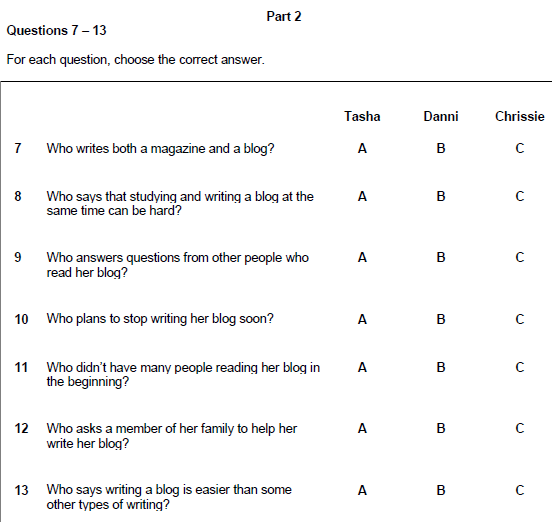 Part 2
Questions 7 – 13
For each question, choose the correct answer.
Tasha Danni Chrissie
7 Who writes both a magazine and a blog? A B C
8 Who says that studying and writing a blog at the
same time can be hard? A B C
9 Who answers questions from other people who
read her blog? A B C
10 Who plans to stop writing her blog soon? A B C
11 Who didn't have many people reading her blog in
the beginning? A B C
12 Who asks a member of her family to help her
write her blog? A B C
13 Who says writing a blog is easier than some
other types of writing? A B C